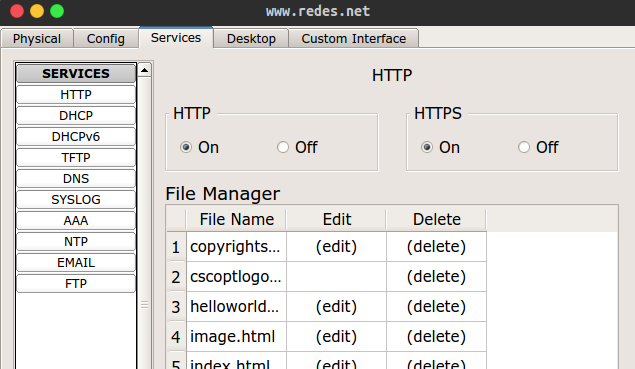 www.redes.net
Physical Config Services Desktop Custom Interface
SERVICES
HTTP
DHCP
DHCPv6
TFTP
DNS
SYSLOG
AAA
NTP
EMAIL
FTP
HTTP
HTTP
On Off
HTTPS
On Off
File Manager
File Name Edit Delete
1 copyrights... (edit) (delete)
2 cscoptlogo... (delete)
3 helloworld... (edit) (delete)
4 image.html (edit) (delete)
5 index.html (edit) (delete)